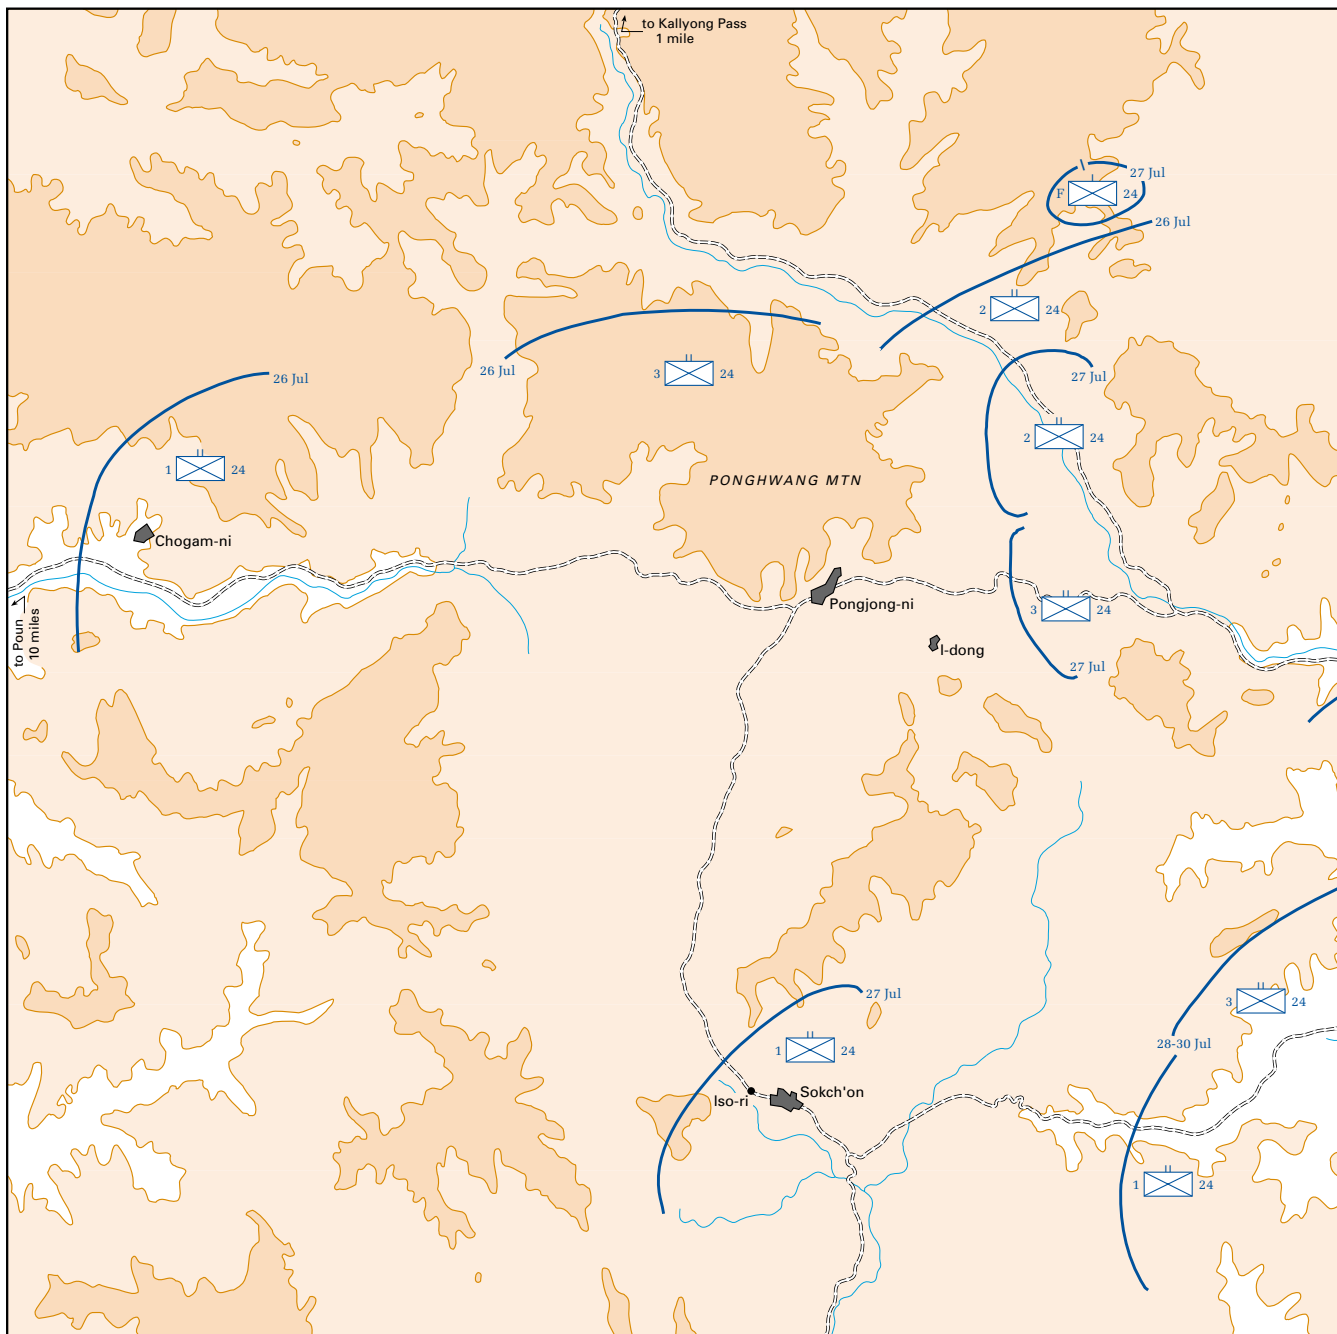 to Kallyong Pass
1 mile
27 Jul
F 24
26 Jul
2 24
26 Jul
3 24
27 Jul
26 Jul
2 24
1 24
PONGHWANG MTN
Chogam-ni
Pongjong-ni
3 24
to Poun
10 miles
I-dong
27 Jul
27 Jul
3 24
28-30 Jul
1 24
Iso-ri
Sokch'on
1 24